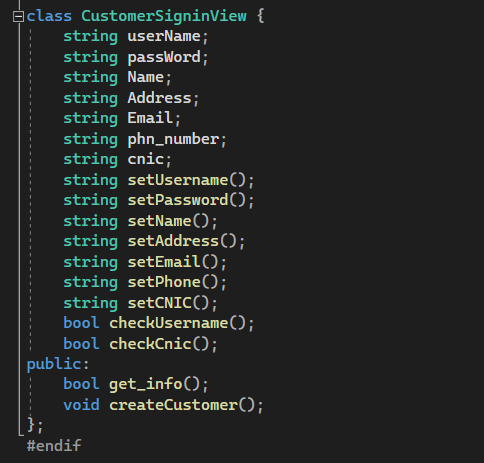 class CustomerSigninView {
string userName;
string passWord;
string Name;
string Address;
string Email;
string phn_number;
string cnic;
string setUsername();
string setPassword();
string setName();
string setAddress();
string setEmail();
string setPhone();
string setCNIC();
bool checkUsername();
bool checkCnic();
public:
bool get_info();
void createCustomer();
};
#endif